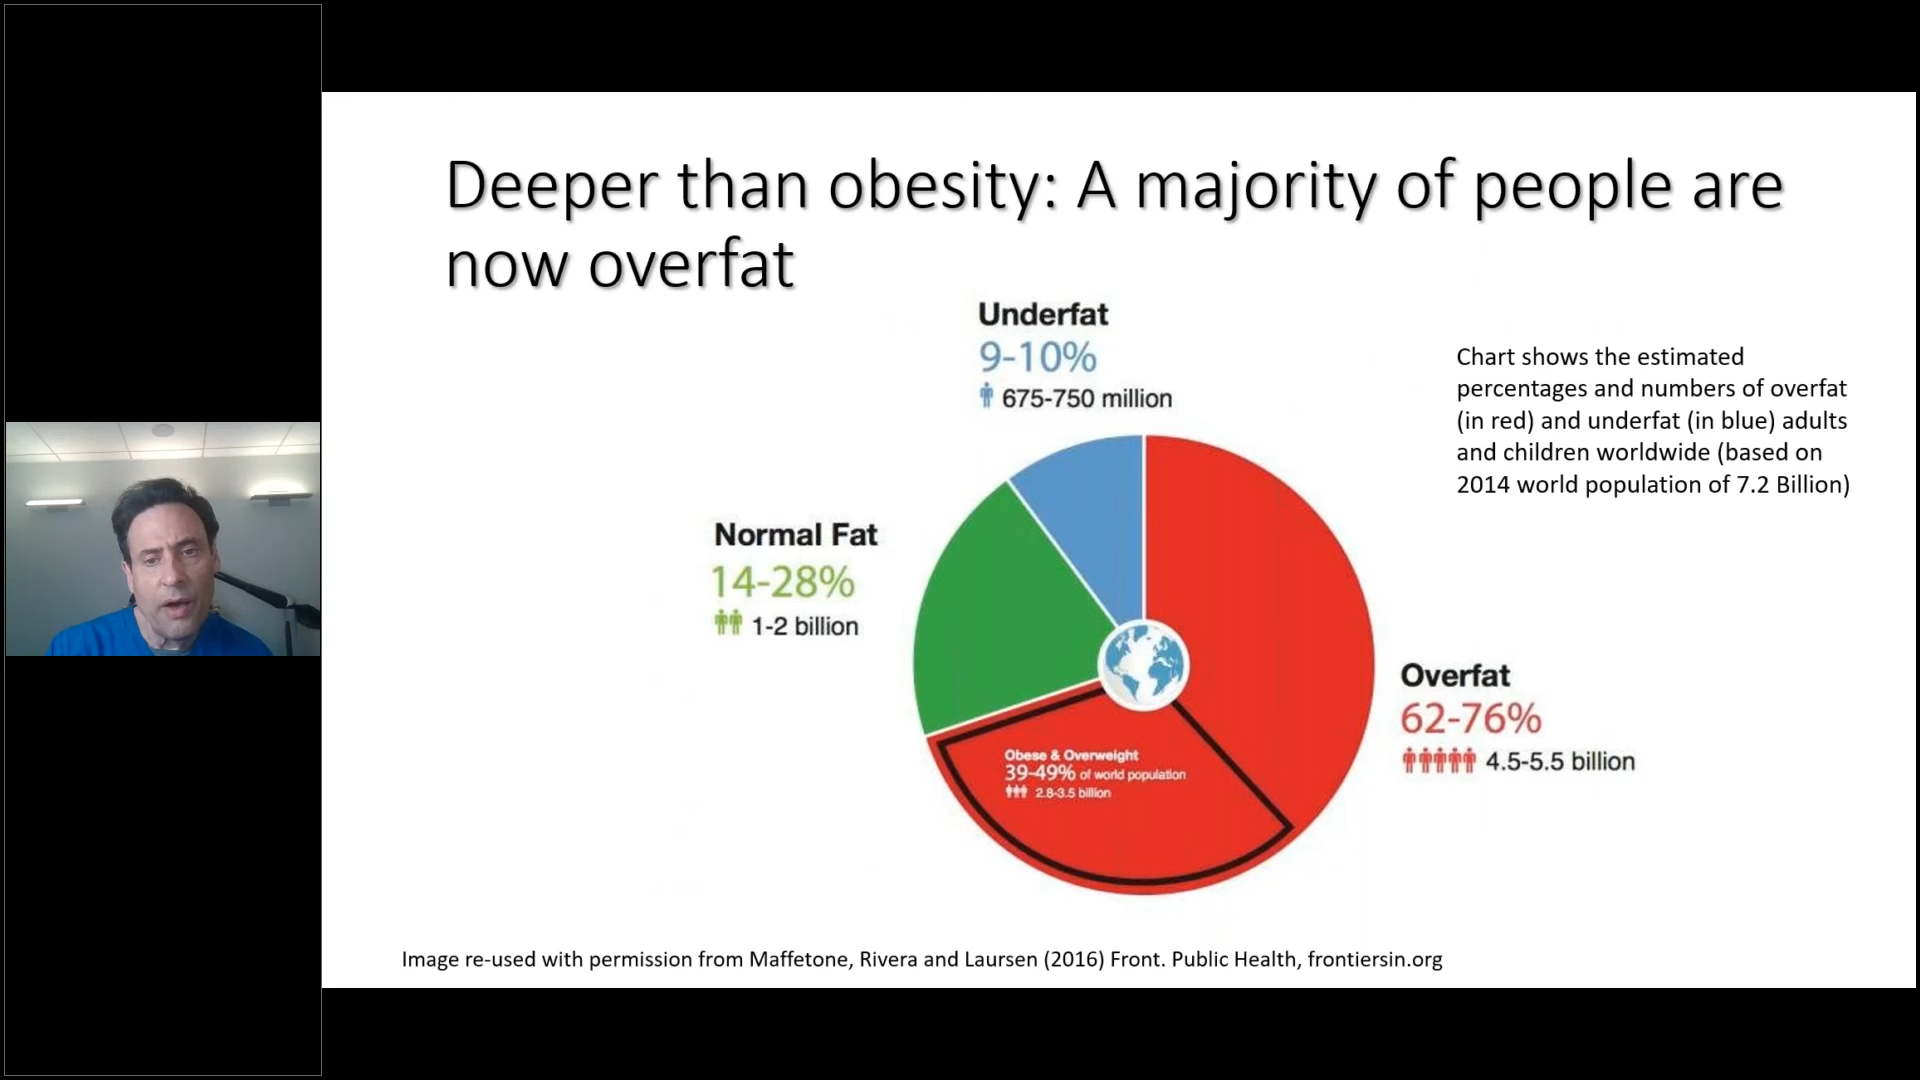 Deeper than obesity: A majority of people are
now overfat
Underfat
9-10%
675-750 million
Chart shows the estimated
percentages and numbers of overfat
(in red) and underfat (in blue) adults
and children worldwide (based on
2014 world population of 7.2 Billion)
Normal Fat
14-28%
1-2 billion
Overfat
62-76%
4.5-5.5 billion
Obese & Overweight
39-49% of world population
2.8-3.5 billion
Image re-used with permission from Maffetone, Rivera and Laursen (2016) Front. Public Health, frontiersin.org